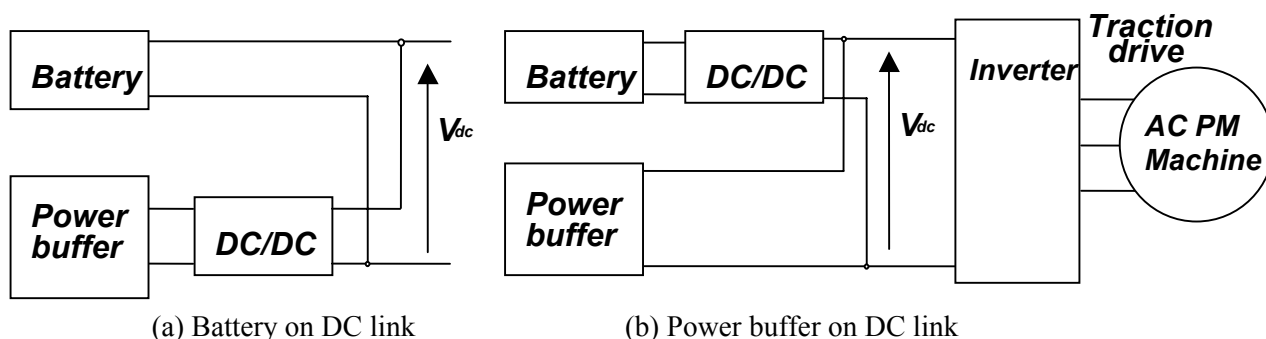 Battery
Power
buffer
DC/DC
Vdc
(a) Battery on DC link
Battery
DC/DC
Power
buffer
Vdc
Inverter
Traction
drive
AC PM
Machine
(b) Power buffer on DC link